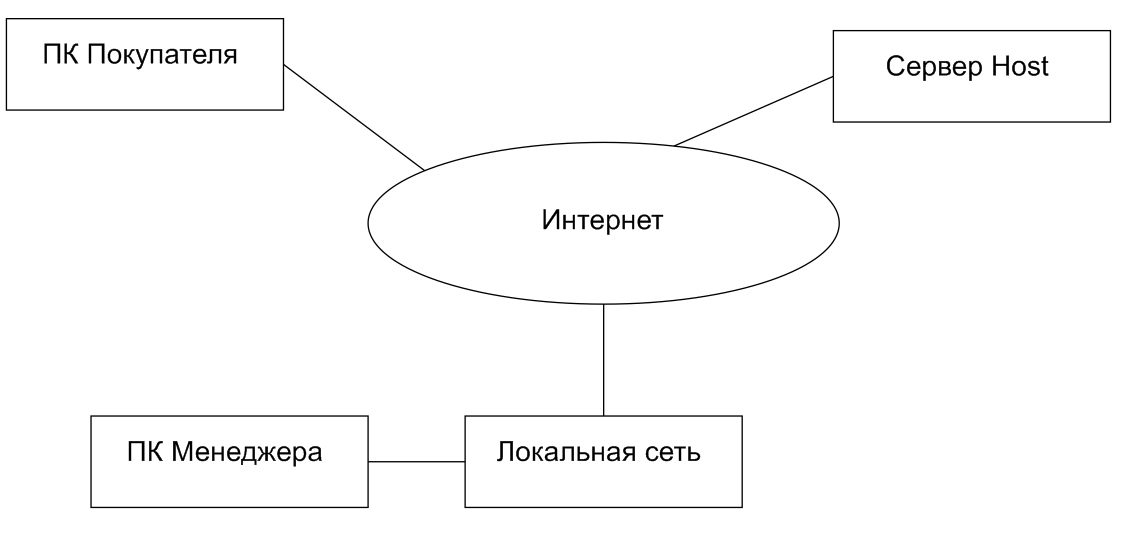 ПК Покупателя
Сервер Host
Интернет
ПК Менеджера
Локальная сеть